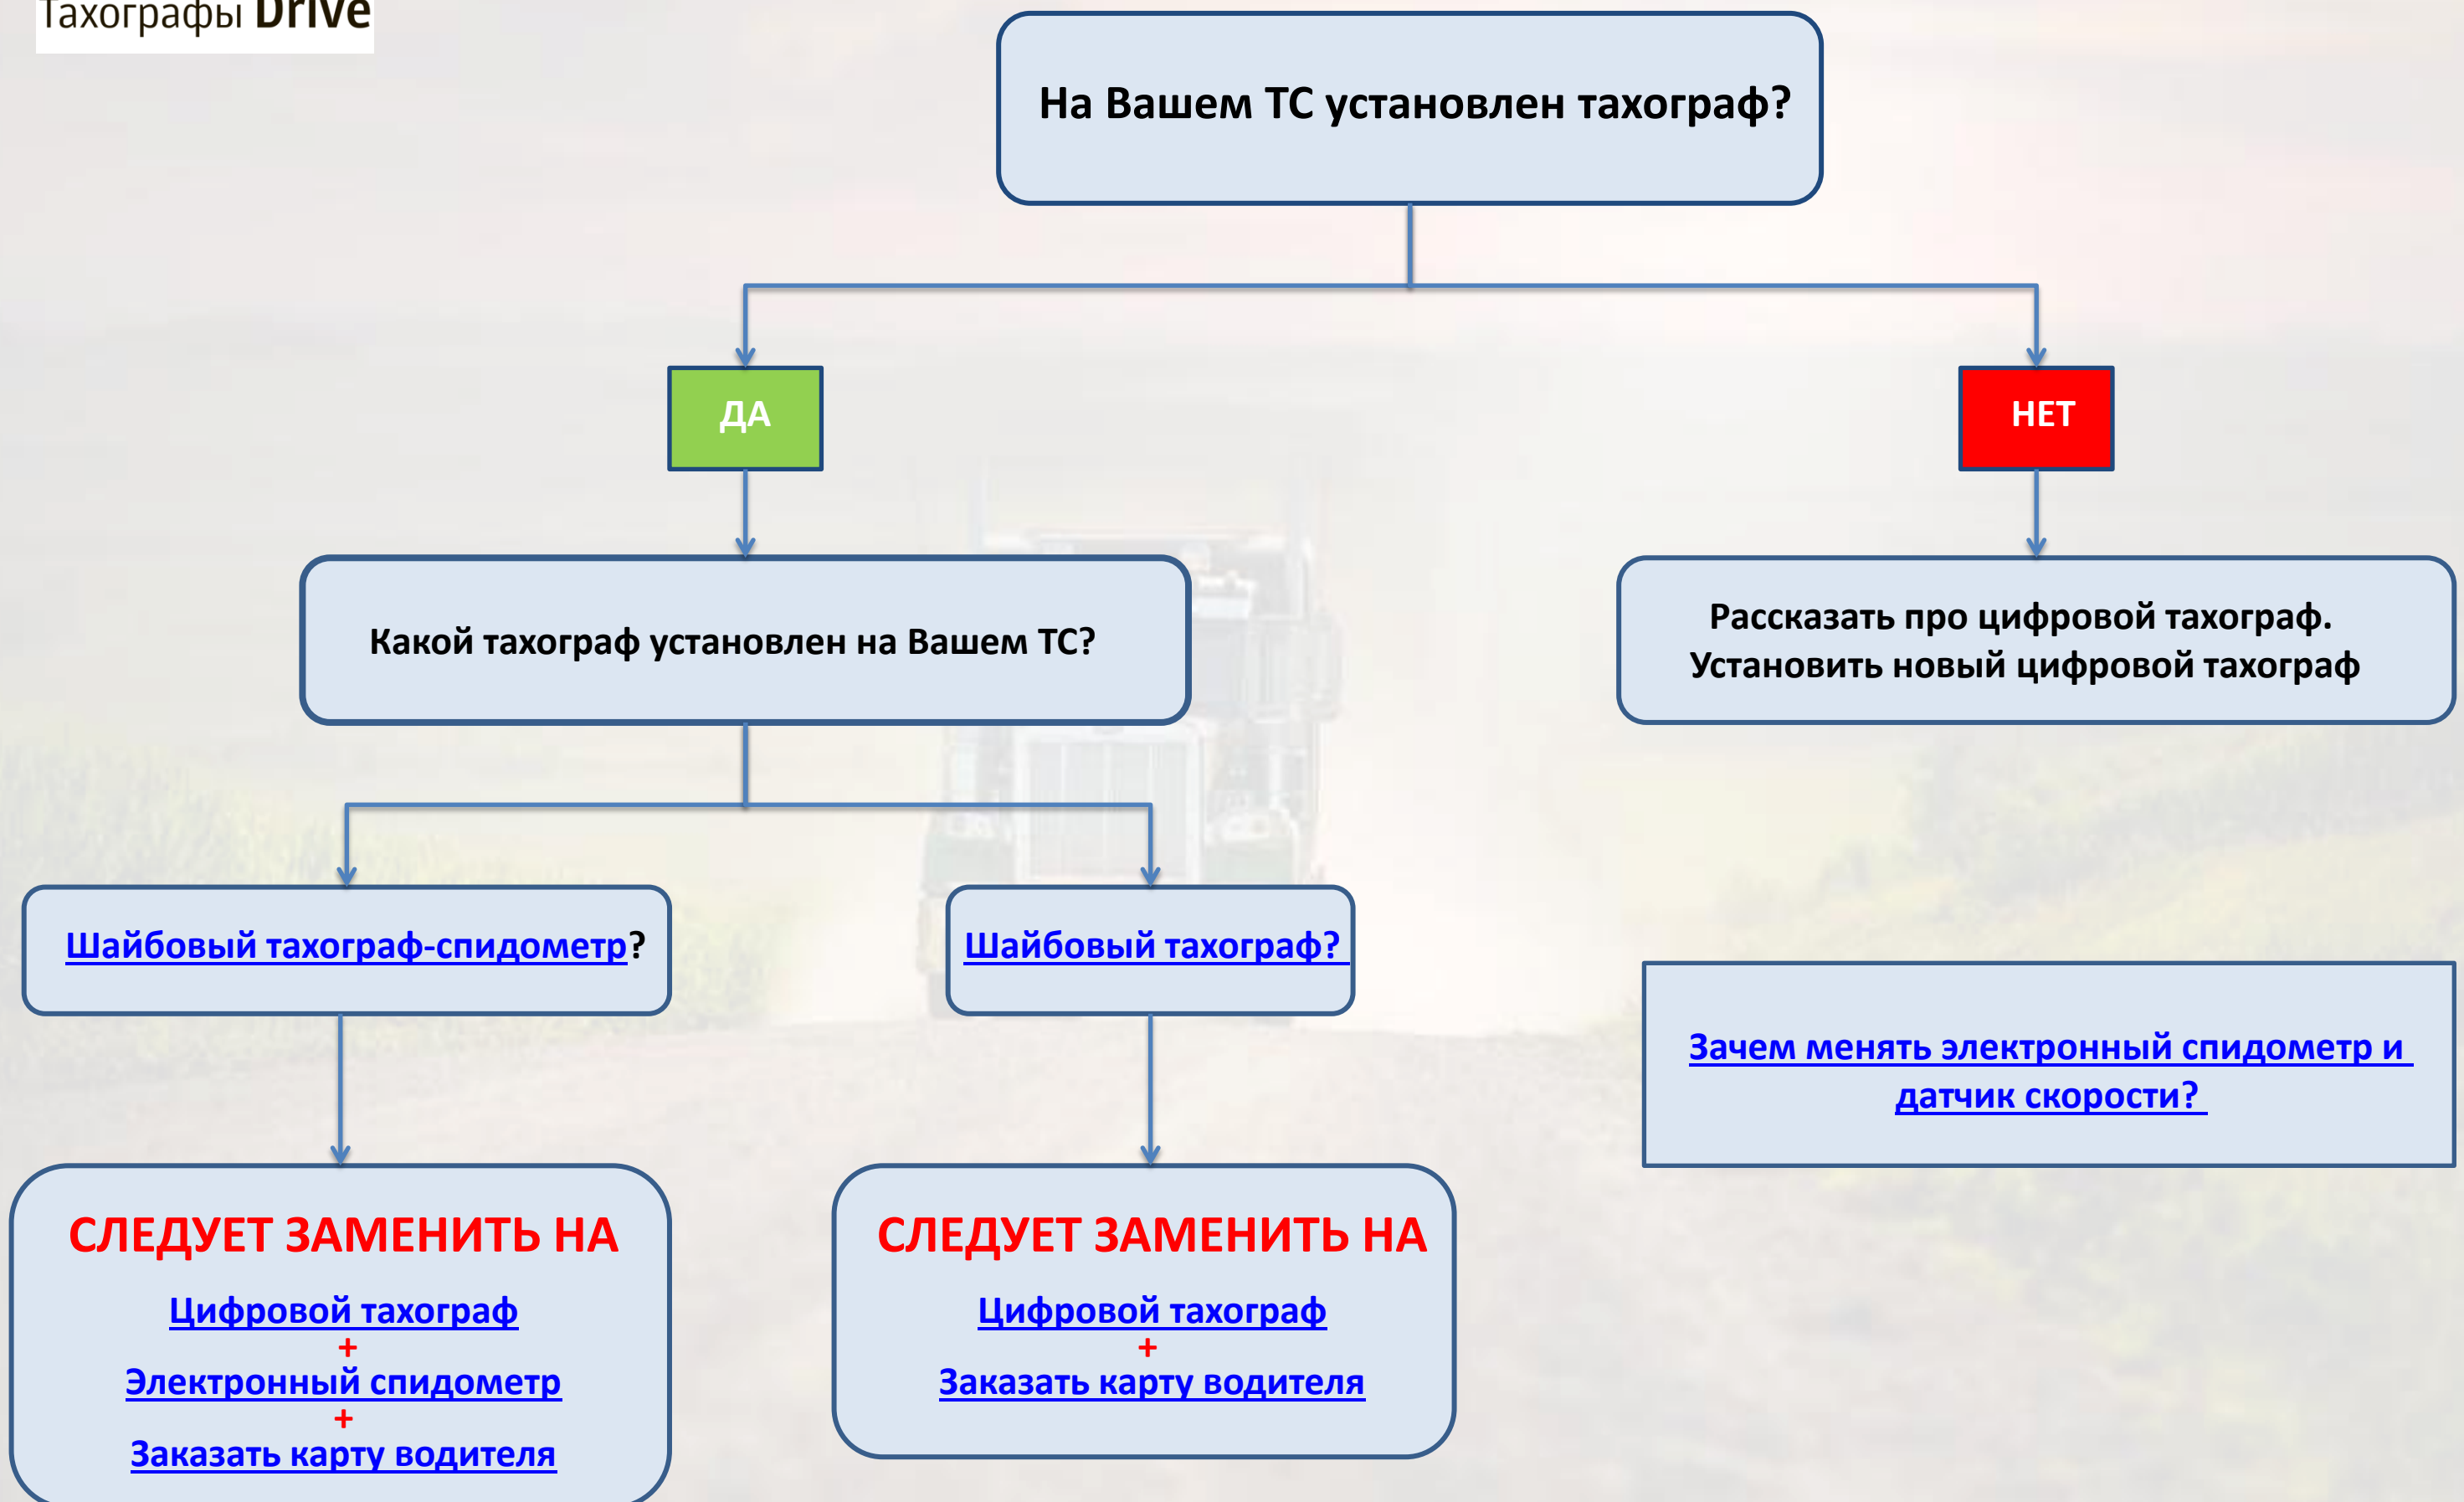 Тахографы Drive
На Вашем ТС установлен тахограф?
ДА
НЕТ
Какой тахограф установлен на Вашем ТС?
Рассказать про цифровой тахограф.
Установить новый цифровой тахограф
Шайбовый тахограф-спидометр?
Шайбовый тахограф?
Зачем менять электронный спидометр и
датчик скорости?
СЛЕДУЕТ ЗАМЕНИТЬ НА
Цифровой тахограф
+
Электронный спидометр
+
Заказать карту водителя
СЛЕДУЕТ ЗАМЕНИТЬ НА
Цифровой тахограф
+
Заказать карту водителя